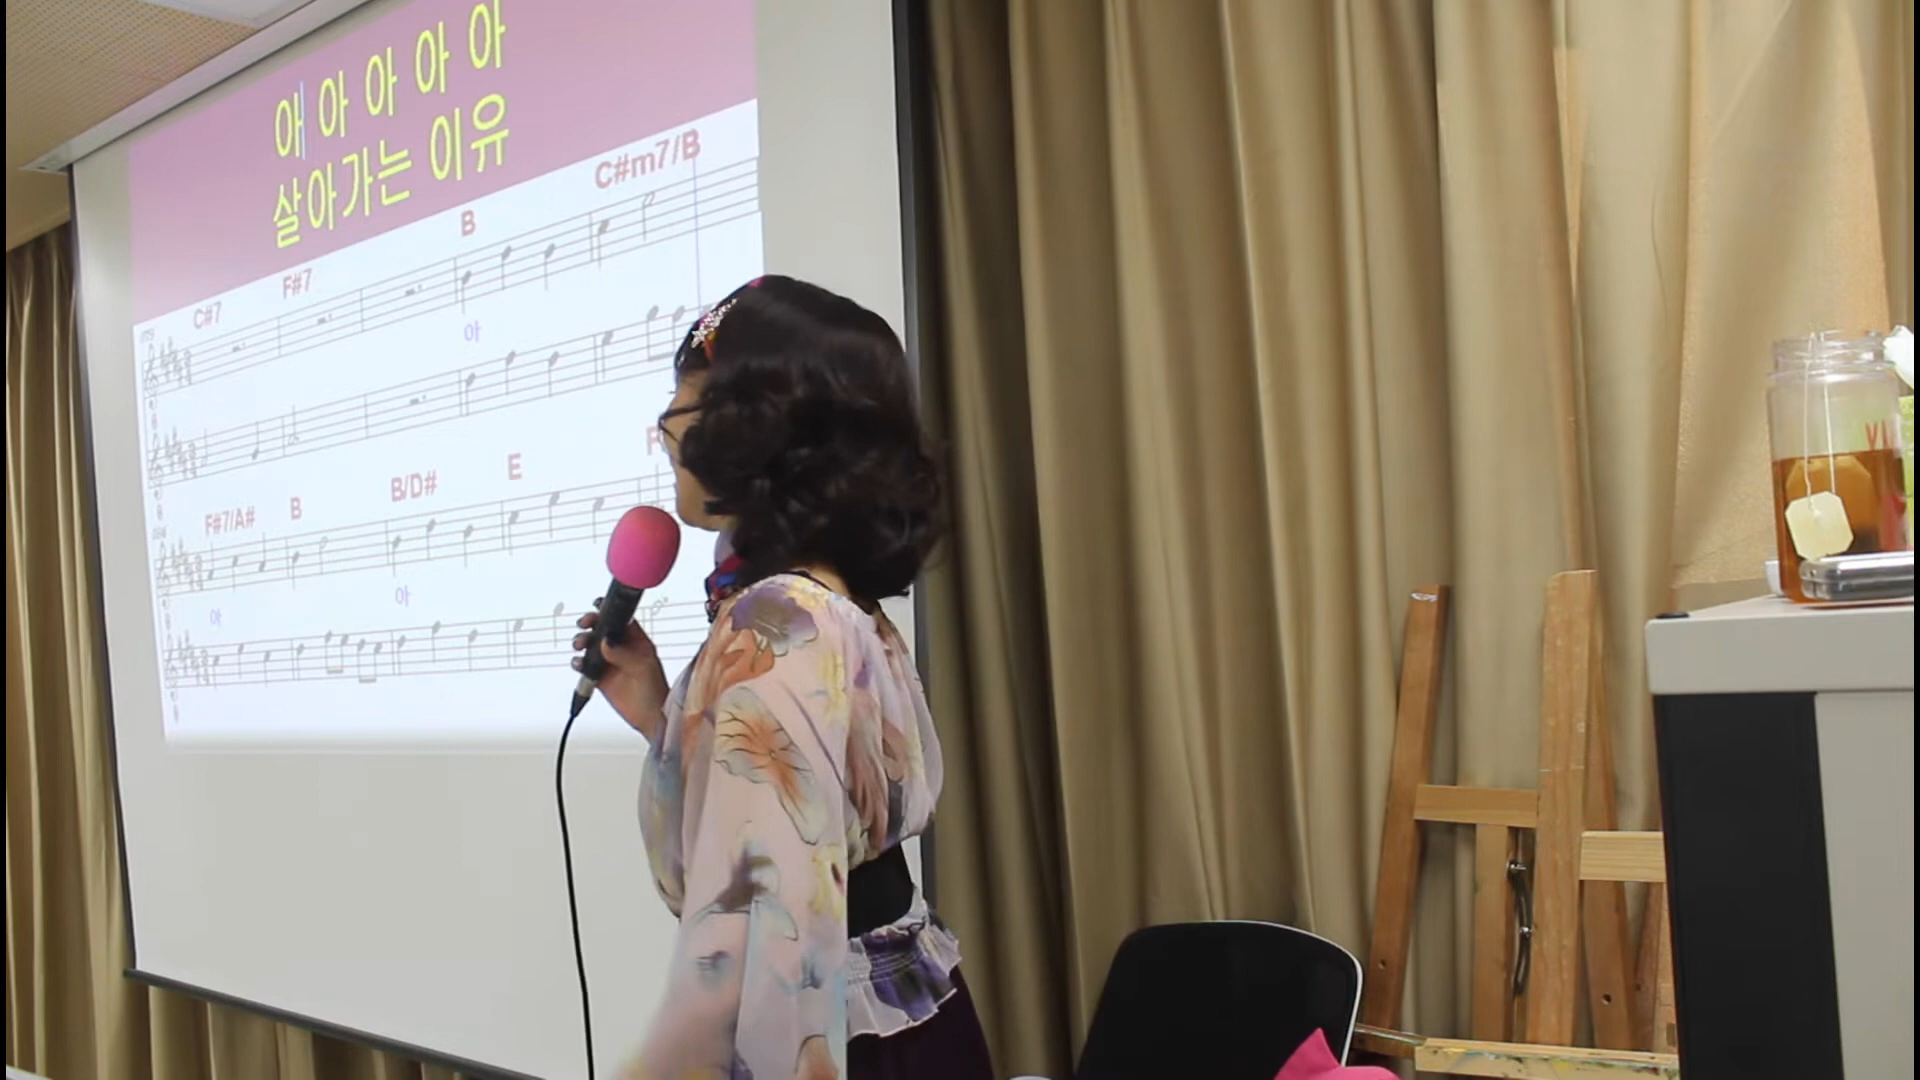 아 아 아 아 아
살아가는 이유
C#7 F#7 B C#m7/B
아
F#7/A# B B/D# E F
아 아